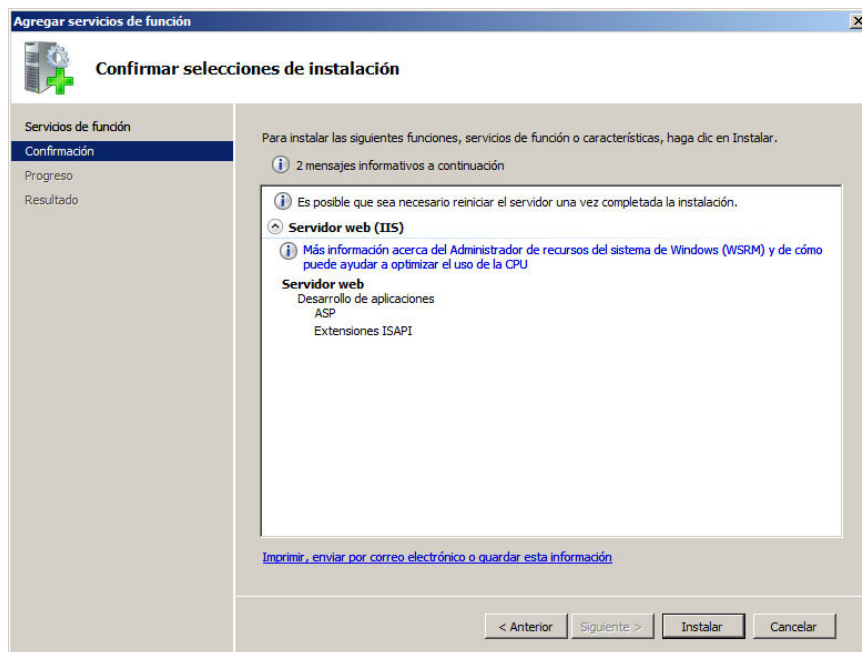 Agregar servicios de función
Confirmar selecciones de instalación
Servicios de función
Confirmación
Progreso
Resultado
Para instalar las siguientes funciones, servicios de función o características, haga clic en Instalar.
2 mensajes informativos a continuación
Es posible que sea necesario reiniciar el servidor una vez completada la instalación.
Servidor web (IIS)
Más información acerca del Administrador de recursos del sistema de Windows (WSRM) y de cómo
puede ayudar a optimizar el uso de la CPU
Servidor web
Desarrollo de aplicaciones
ASP
Extensiones ISAPI
Imprimir, enviar por correo electrónico o guardar esta información
< Anterior
Siguiente >
Instalar
Cancelar